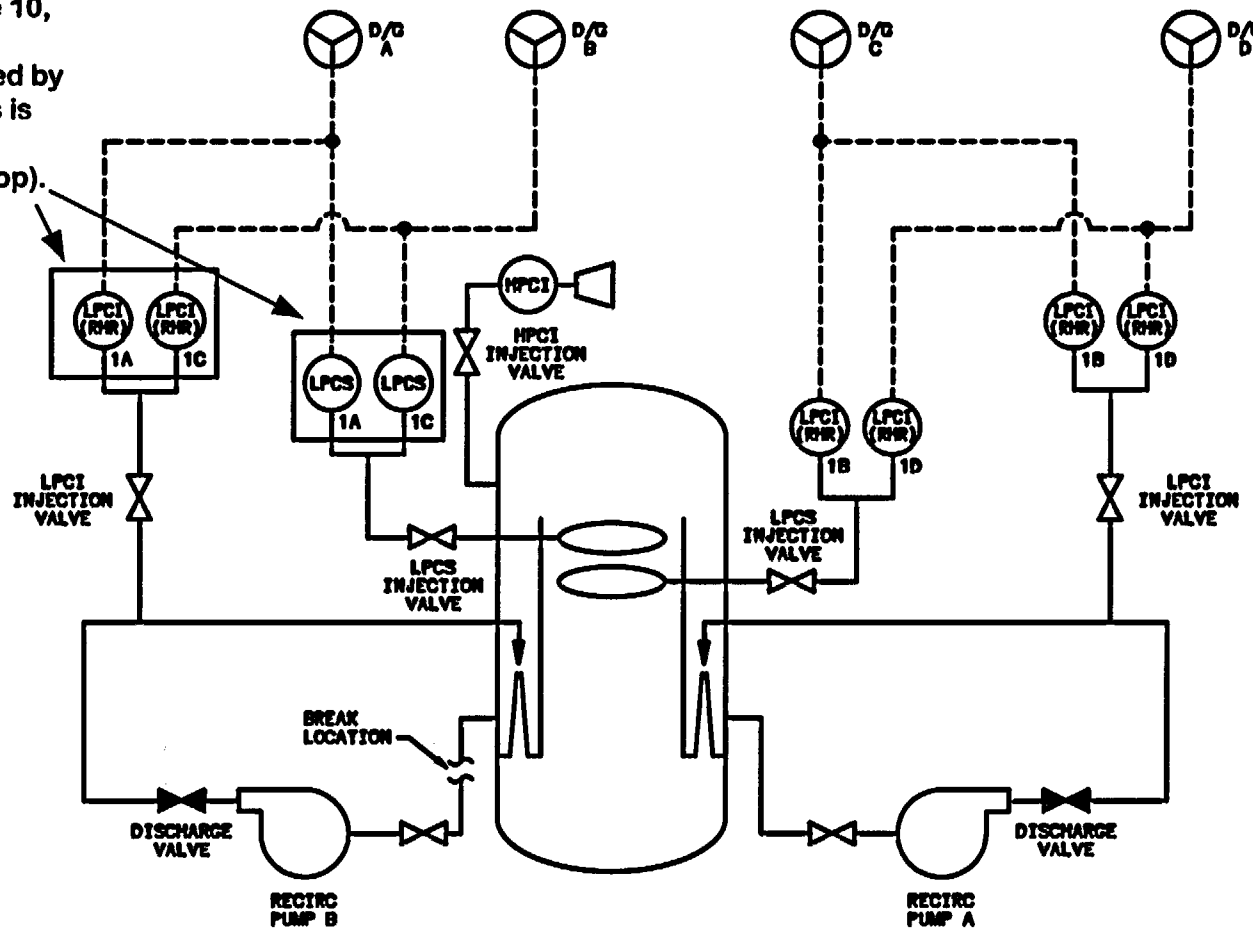 e 10,
ed by
s is
op).
D/G
A
D/G
B
D/G
C
D/G
D
LPCI
(RHR)
1A
LPCI
(RHR)
1C
LPCS
1A
LPCS
1C
HPCI
HPCI
INJECTION
VALVE
LPCI
(RHR)
1B
LPCI
(RHR)
1D
LPCI
(RHR)
1B
LPCI
(RHR)
1D
LPCI
INJECTION
VALVE
LPCS
INJECTION
VALVE
LPCS
INJECTION
VALVE
LPCI
INJECTION
VALVE
BREAK
LOCATION
DISCHARGE
VALVE
DISCHARGE
VALVE
RECIRC
PUMP B
RECIRC
PUMP A